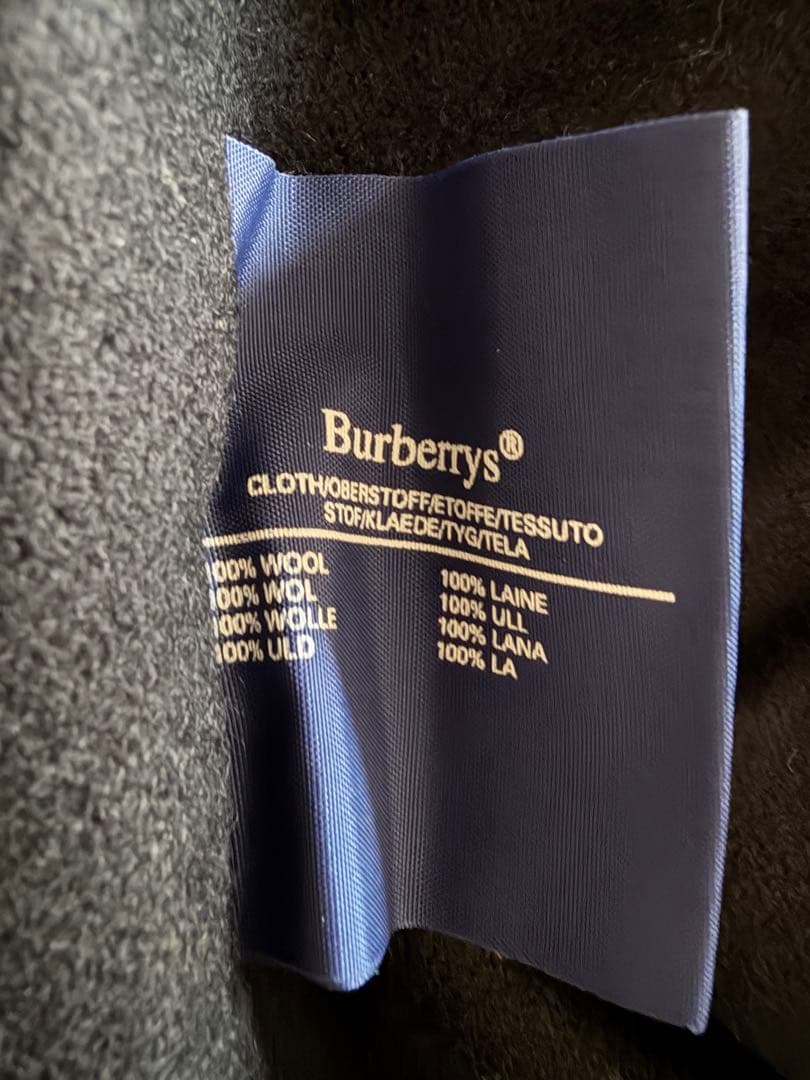 Burberrys®
CLOTH/OBERSTOFF/ETOFFE/TESSUTO
STOF/KLAEDE/TYG/TELA
00% WOOL
100% WOL
100% WOLLE
100% ULD
100% LAINE
100% ULL
100% LANA
100% LA